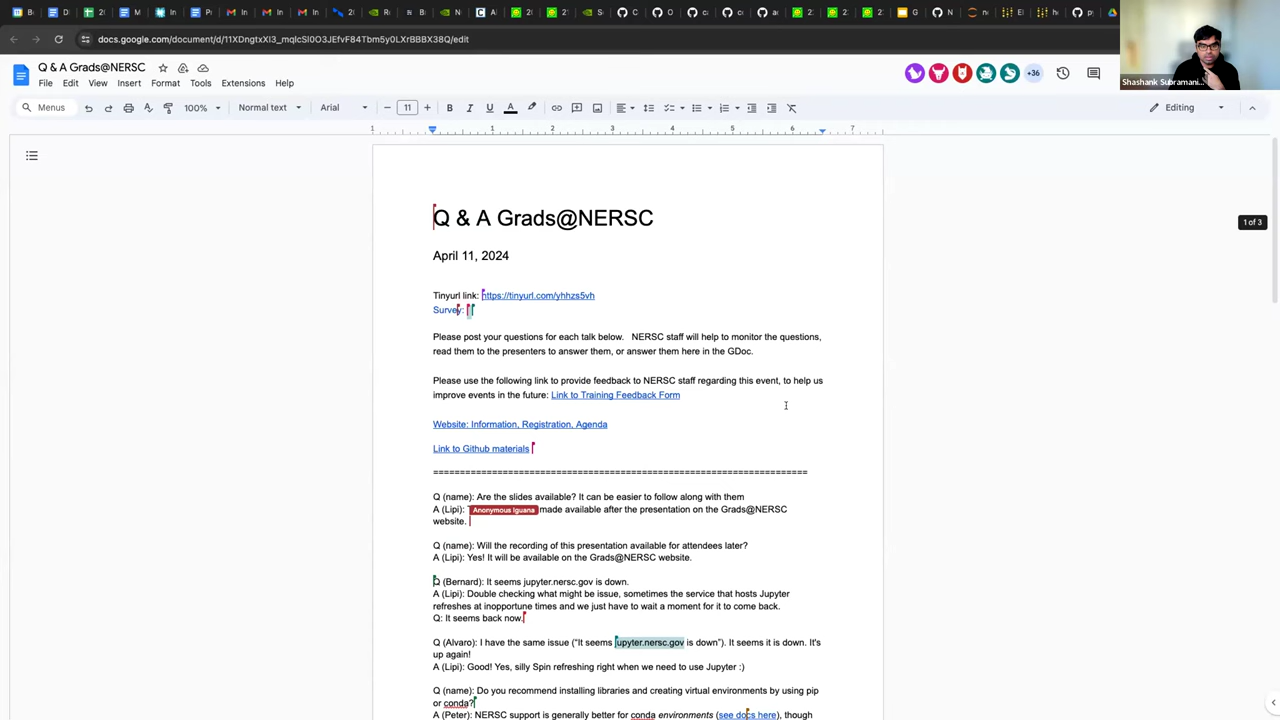 docs.google.com/document/d/11XDngtxXl3_mqlcSl0O3JEfvF84Tbm5y0LXrBBBX38Q/edit
Shashank Subramani...
Q & A Grads@NERSC
File Edit View Insert Format Tools Extensions Help
+36
Menus 100% Normal text Arial 11 B I U A Editing
1 1 2 3 4 5 6 7
Q & A Grads@NERSC
1 of 3
April 11, 2024
Tinyurl link: https://tinyurl.com/yhhzs5vh
Survey:
Please post your questions for each talk below. NERSC staff will help to monitor the questions,
read them to the presenters to answer them, or answer them here in the GDoc.
Please use the following link to provide feedback to NERSC staff regarding this event, to help us
improve events in the future: Link to Training Feedback Form
Website: Information, Registration, Agenda
Link to Github materials
==========================================================================
Q (name): Are the slides available? It can be easier to follow along with them
A (Lipi): Anonymous Iguana made available after the presentation on the Grads@NERSC
website.
Q (name): Will the recording of this presentation available for attendees later?
A (Lipi): Yes! It will be available on the Grads@NERSC website.
Q (Bernard): It seems jupyter.nersc.gov is down.
A (Lipi): Double checking what might be issue, sometimes the service that hosts Jupyter
refreshes at inopportune times and we just have to wait a moment for it to come back.
Q: It seems back now.
Q (Alvaro): I have the same issue ("It seems jupyter.nersc.gov is down"). It seems it is down. It's
up again!
A (Lipi): Good! Yes, silly Spin refreshing right when we need to use Jupyter :)
Q (name): Do you recommend installing libraries and creating virtual environments by using pip
or conda?
A (Peter): NERSC support is generally better for conda environments (see docs here), though